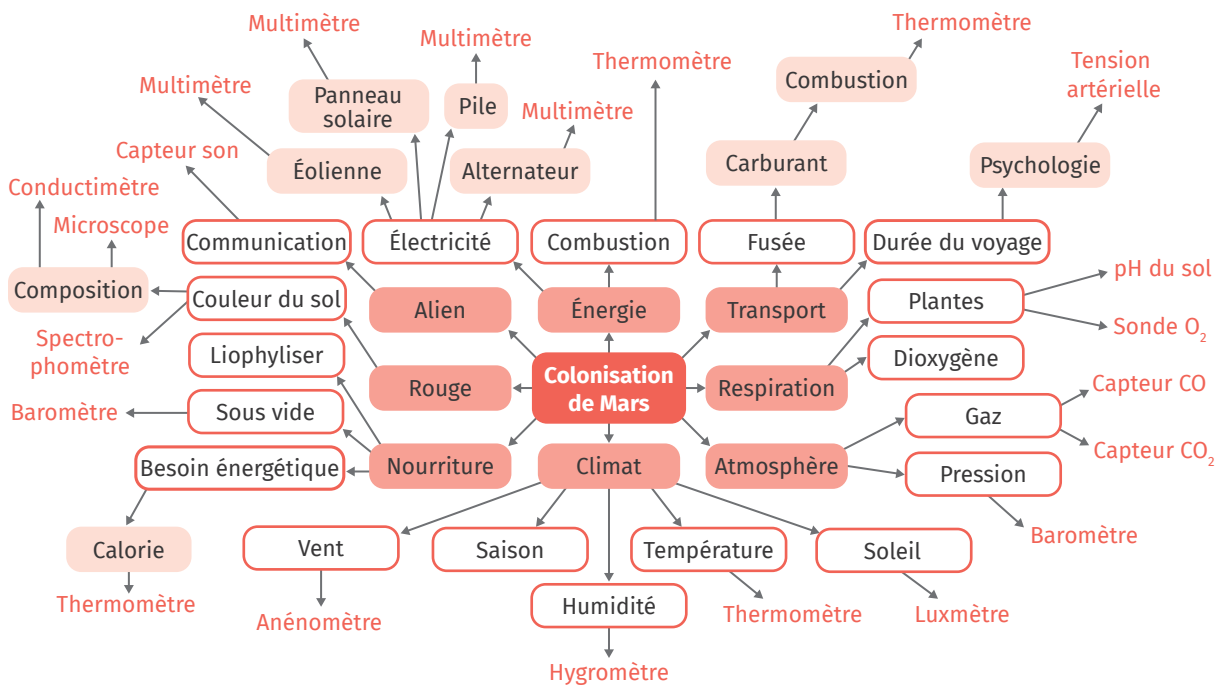 Multimètre
Thermomètre
Multimètre
Thermomètre
Tension
artérielle
Multimètre
Panneau
solaire
Pile
Combustion
Multimètre
Capteur son
Éolienne
Alternateur
Carburant
Psychologie
Conductimètre
Microscope
Communication
Électricité
Combustion
Fusée
Durée du voyage
Composition
Couleur du sol
Alien
Énergie
Transport
Plantes
pH du sol
Sonde O₂
Spectro-
phomètre
Liophyliser
Rouge
Colonisation
de Mars
Respiration
Dioxygène
Baromètre
Sous vide
Gaz
Capteur CO
Capteur CO₂
Besoin énergétique
Nourriture
Climat
Atmosphère
Pression
Baromètre
Calorie
Vent
Saison
Température
Soleil
Thermomètre
Anénomètre
Humidité
Thermomètre
Luxmètre
Hygromètre